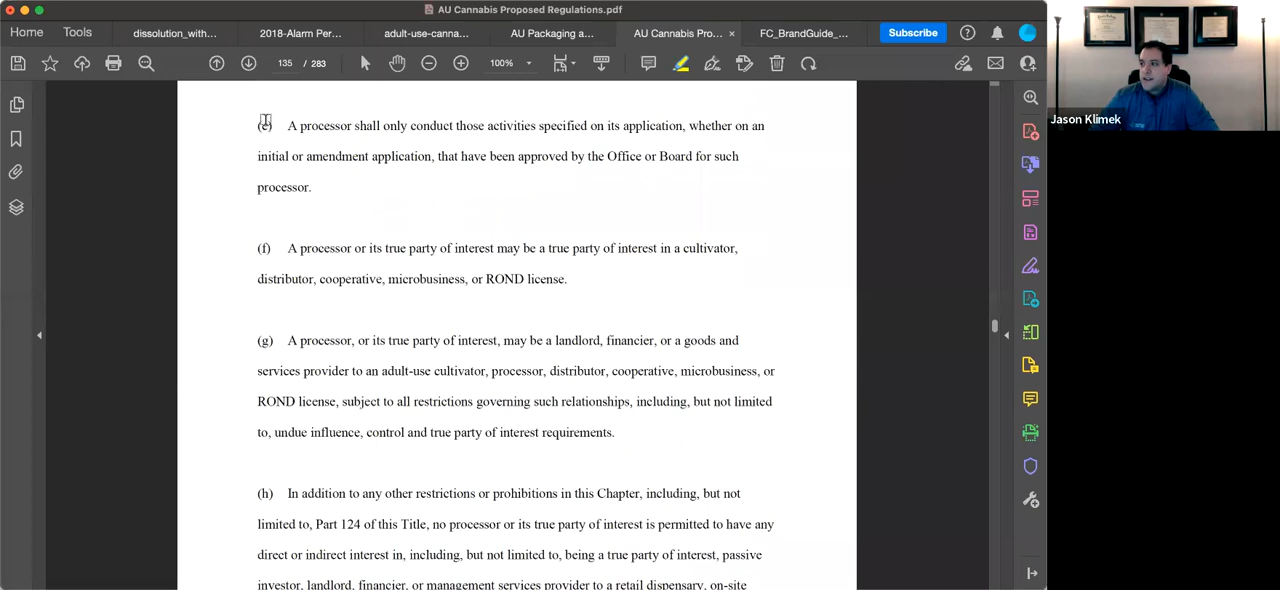 AU Cannabis Proposed Regulations.pdf
Home Tools dissolution_with... 2018-Alarm Per... adult-use-canna... AU Packaging a... AU Cannabis Pro... × FC_BrandGuide_... Subscribe
135 / 283 100%
Jason Klimek
(e) A processor shall only conduct those activities specified on its application, whether on an
initial or amendment application, that have been approved by the Office or Board for such
processor.
(f) A processor or its true party of interest may be a true party of interest in a cultivator,
distributor, cooperative, microbusiness, or ROND license.
(g) A processor, or its true party of interest, may be a landlord, financier, or a goods and
services provider to an adult-use cultivator, processor, distributor, cooperative, microbusiness, or
ROND license, subject to all restrictions governing such relationships, including, but not limited
to, undue influence, control and true party of interest requirements.
(h) In addition to any other restrictions or prohibitions in this Chapter, including, but not
limited to, Part 124 of this Title, no processor or its true party of interest is permitted to have any
direct or indirect interest in, including, but not limited to, being a true party of interest, passive
investor, landlord, financier, or management services provider to a retail dispensary, on-site